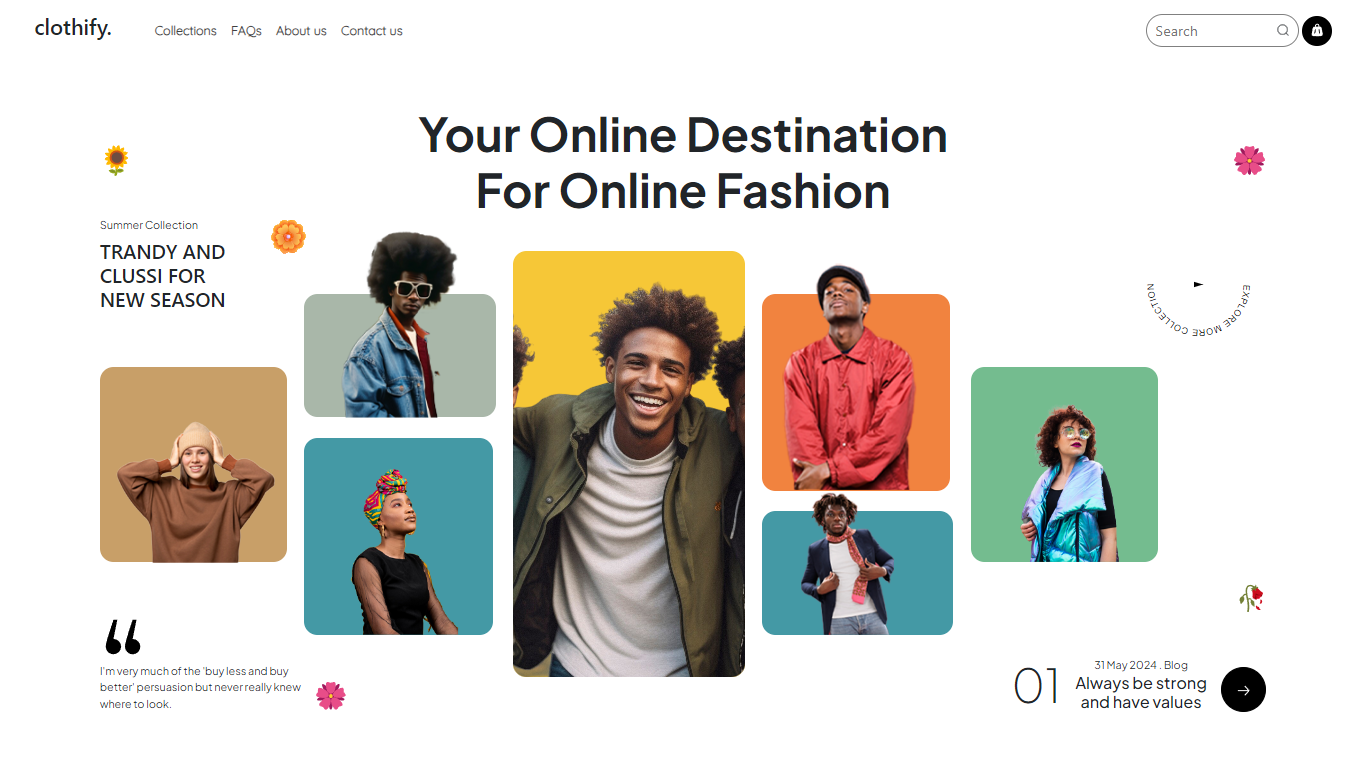 clothify.
Collections
FAQs
About us
Contact us
Search
Your Online Destination
For Online Fashion
Summer Collection
TRANDY AND
CLUSSI FOR
NEW SEASON
EXPLORE MORE COLLECTION
I'm very much of the 'buy less and buy
better' persuasion but never really knew
where to look.
01
31 May 2024 . Blog
Always be strong
and have values